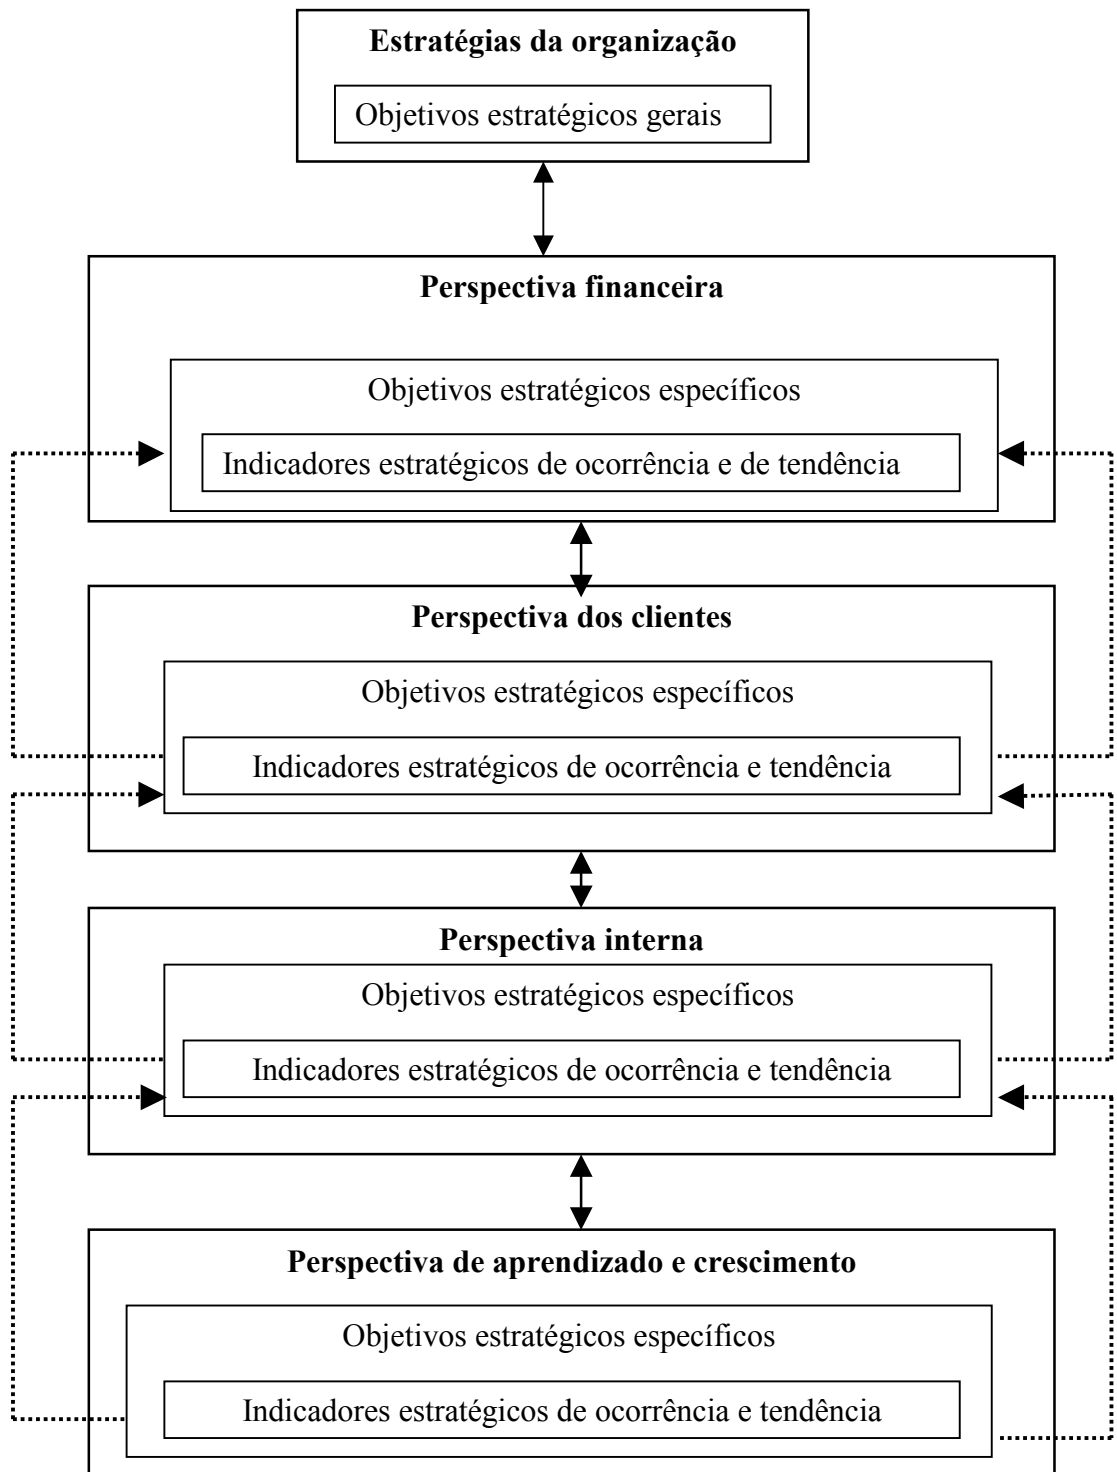 Estratégias da organização
Objetivos estratégicos gerais
Perspectiva financeira
Objetivos estratégicos específicos
Indicadores estratégicos de ocorrência e de tendência
Perspectiva dos clientes
Objetivos estratégicos específicos
Indicadores estratégicos de ocorrência e tendência
Perspectiva interna
Objetivos estratégicos específicos
Indicadores estratégicos de ocorrência e tendência
Perspectiva de aprendizado e crescimento
Objetivos estratégicos específicos
Indicadores estratégicos de ocorrência e tendência